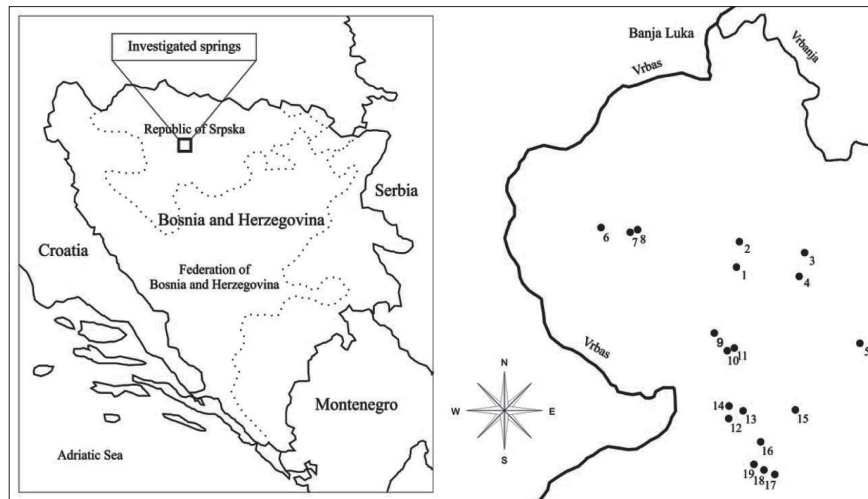 Investigated springs
Republic of Srpska
Serbia
Bosnia and Herzegovina
Croatia
Federation of
Bosnia and Herzegovina
Montenegro
Adriatic Sea
Banja Luka
Vrbanja
Vrbas
6
7
8
2
3
1
4
9
10
11
5
Vrbas
N
W
E
S
14
13
15
12
16
19
18
17